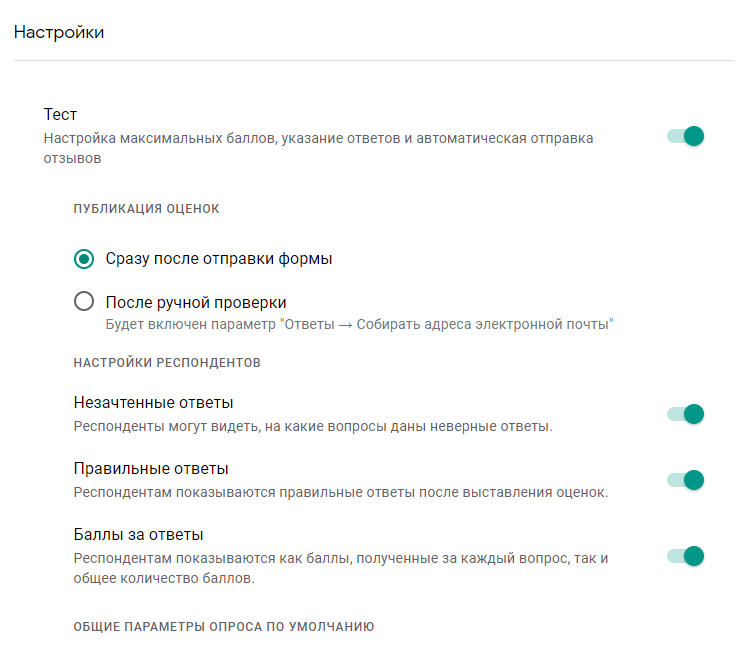 Настройки
Тест
Настройка максимальных баллов, указание ответов и автоматическая отправка
отзывов
ПУБЛИКАЦИЯ ОЦЕНОК
Сразу после отправки формы
После ручной проверки
Будет включен параметр "Ответы → Собирать адреса электронной почты"
НАСТРОЙКИ РЕСПОНДЕНТОВ
Незачтенные ответы
Респонденты могут видеть, на какие вопросы даны неверные ответы.
Правильные ответы
Респондентам показываются правильные ответы после выставления оценок.
Баллы за ответы
Респондентам показываются как баллы, полученные за каждый вопрос, так и
общее количество баллов.
ОБЩИЕ ПАРАМЕТРЫ ОПРОСА ПО УМОЛЧАНИЮ